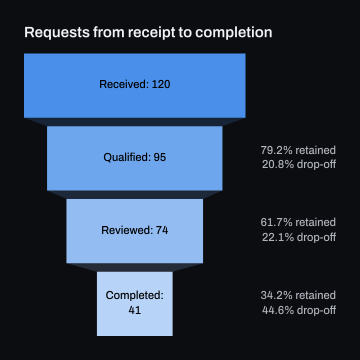 Requests from receipt to completion
Received: 120
Qualified: 95
79.2% retained
20.8% drop-off
Reviewed: 74
61.7% retained
22.1% drop-off
Completed:
41
34.2% retained
44.6% drop-off